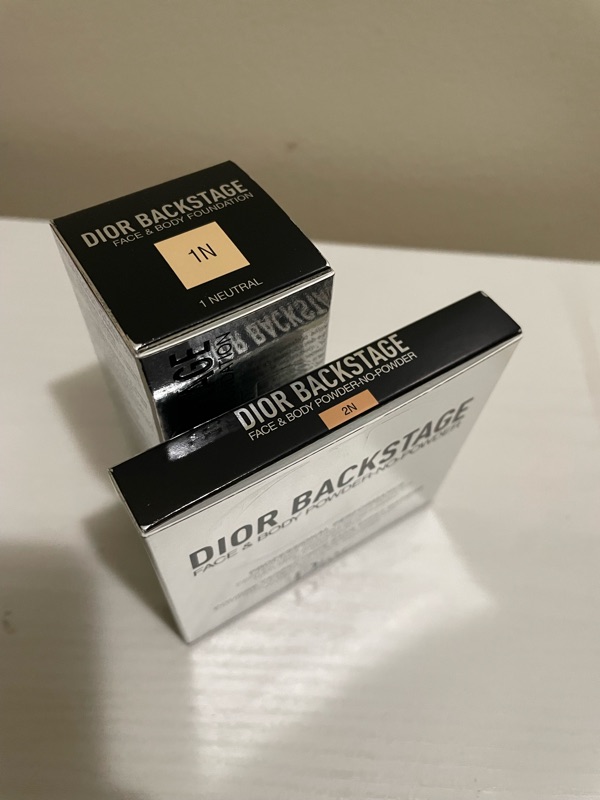 DIOR BACKSTAGE
FACE & BODY FOUNDATION
1N
1 NEUTRAL
DIOR BACKSTAGE
FACE & BODY POWDER-NO-POWDER
2N
DIOR BACKSTAGE
FACE & BODY POWDER-NO-POWDER